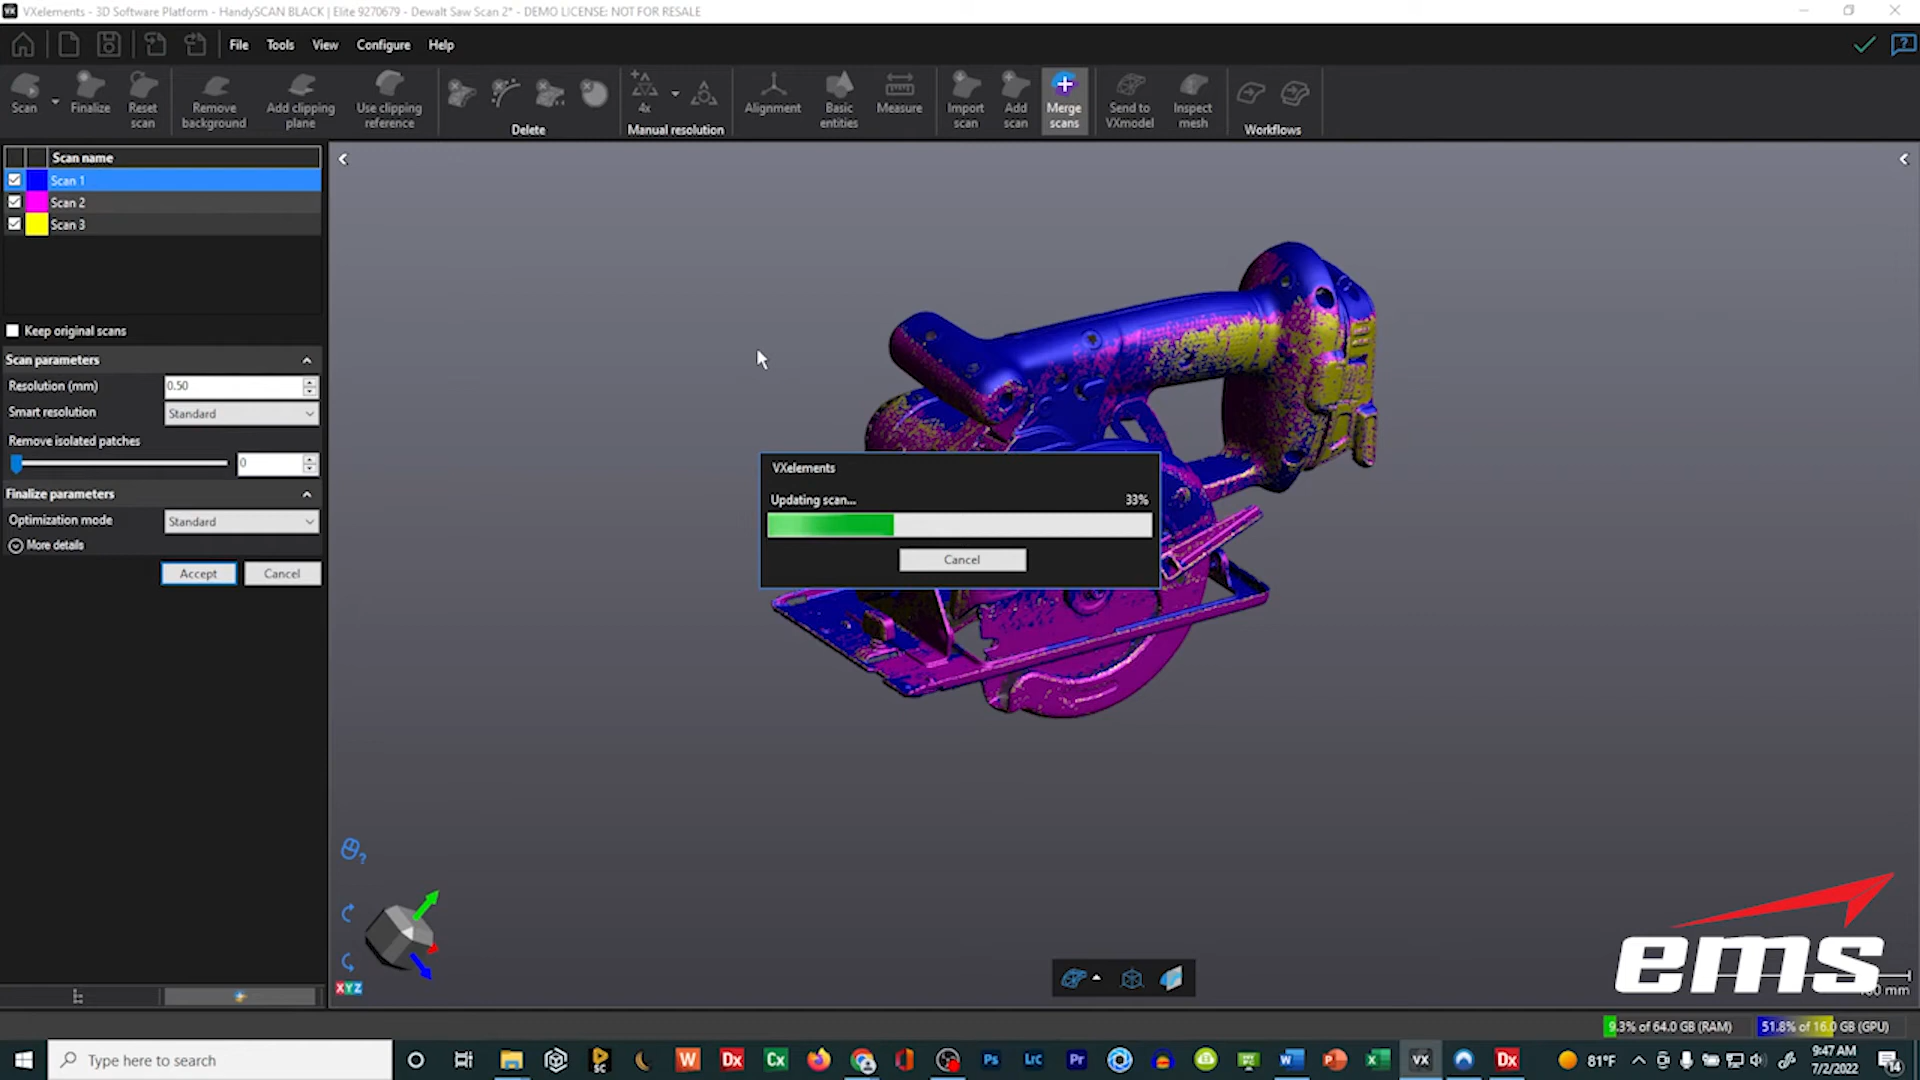 VXelements - 3D Software Platform - HandySCAN BLACK | Elite 9270679 - Dewalt Saw Scan 2* - DEMO LICENSE: NOT FOR RESALE
File Tools View Configure Help
Scan
Finalize
Reset scan
Remove background
Add clipping plane
Use clipping reference
Delete
4x
Manual resolution
Alignment
Basic entities
Measure
Import scan
Add scan
Merge scans
Send to VXmodel
Inspect mesh
Workflows
Scan name
Scan 1
Scan 2
Scan 3
Keep original scans
Scan parameters
Resolution (mm) 0.50
Smart resolution Standard
Remove isolated patches
0
Finalize parameters
Optimization mode Standard
More details
Accept Cancel
VXelements
Updating scan... 33%
Cancel
XYZ
ems
mm
9.3% of 64.0 GB (RAM) 51.8% of 16.0 GB (GPU)
Type here to search
81°F
9:47 AM
7/2/2022
14